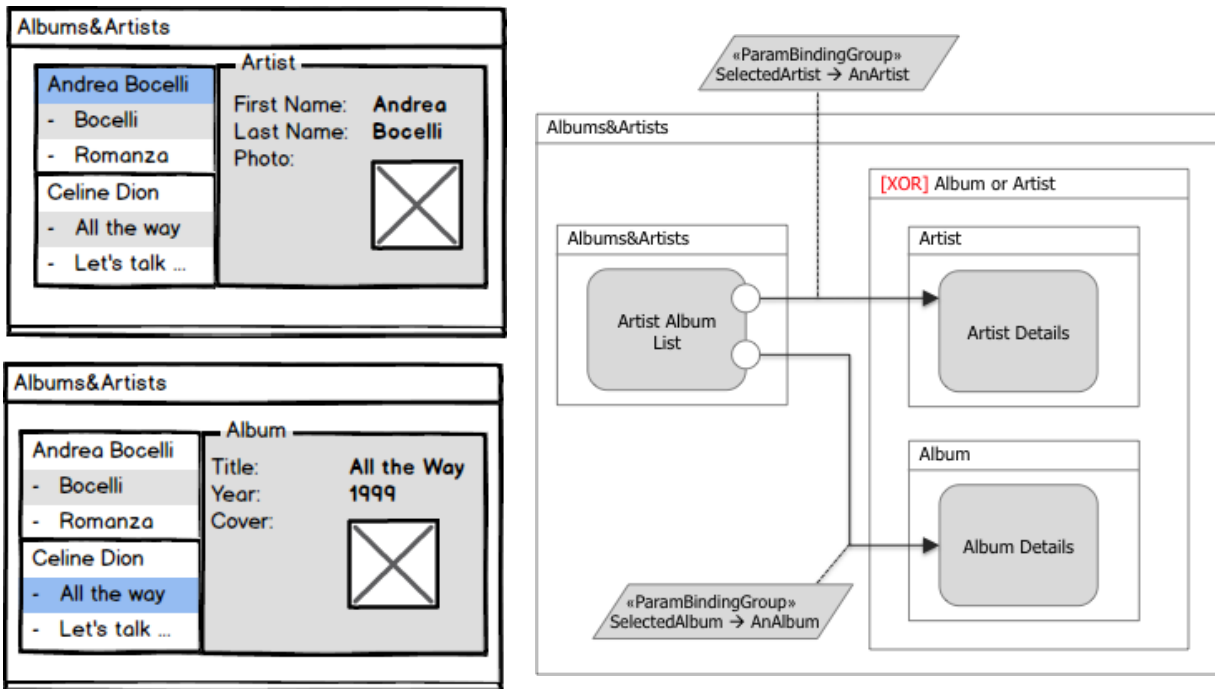 Albums&Artists
Andrea Bocelli
- Bocelli
- Romanza
Celine Dion
- All the way
- Let's talk ...
Artist
First Name: Andrea
Last Name: Bocelli
Photo:
Albums&Artists
Andrea Bocelli
- Bocelli
- Romanza
Celine Dion
- All the way
- Let's talk ...
Album
Title: All the Way
Year: 1999
Cover:
«ParamBindingGroup»
SelectedArtist → AnArtist
Albums&Artists
[XOR] Album or Artist
Albums&Artists
Artist Album
List
Artist
Artist Details
Album
Album Details
«ParamBindingGroup»
SelectedAlbum → AnAlbum